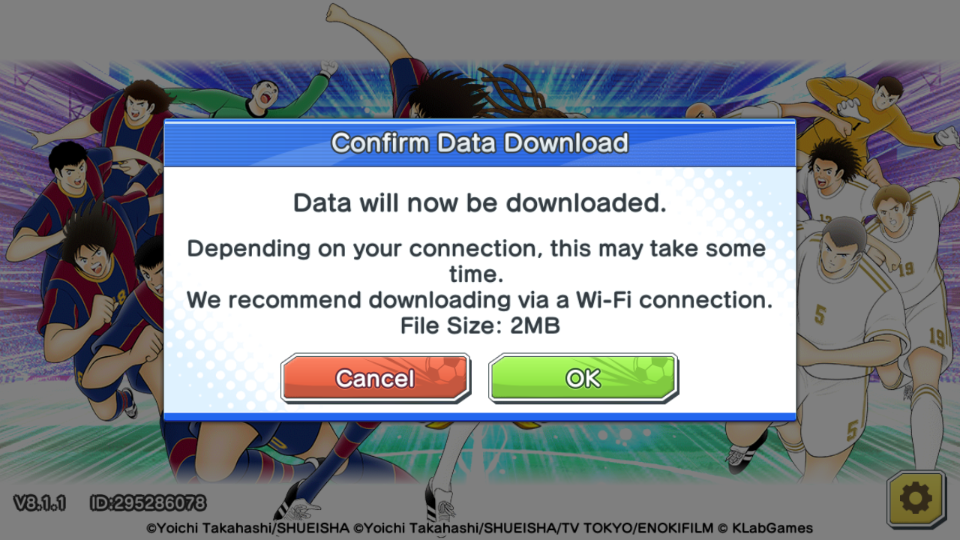 Confirm Data Download
Data will now be downloaded.
Depending on your connection, this may take some
time.
We recommend downloading via a Wi-Fi connection.
File Size: 2MB
Cancel
OK
12
19
5
19
5
V8.1.1 ID:295286078
©Yoichi Takahashi/SHUEISHA ©Yoichi Takahashi/SHUEISHA/TV TOKYO/ENOKIFILM © KLabGames